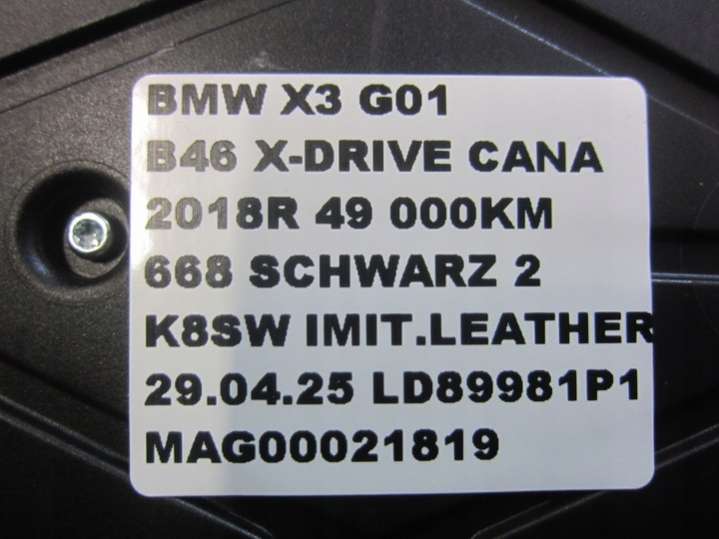 BMW X3 G01
B46 X-DRIVE CANA
2018R 49 000KM
668 SCHWARZ 2
K8SW IMIT.LEATHER
29.04.25 LD89981P1
MAG00021819